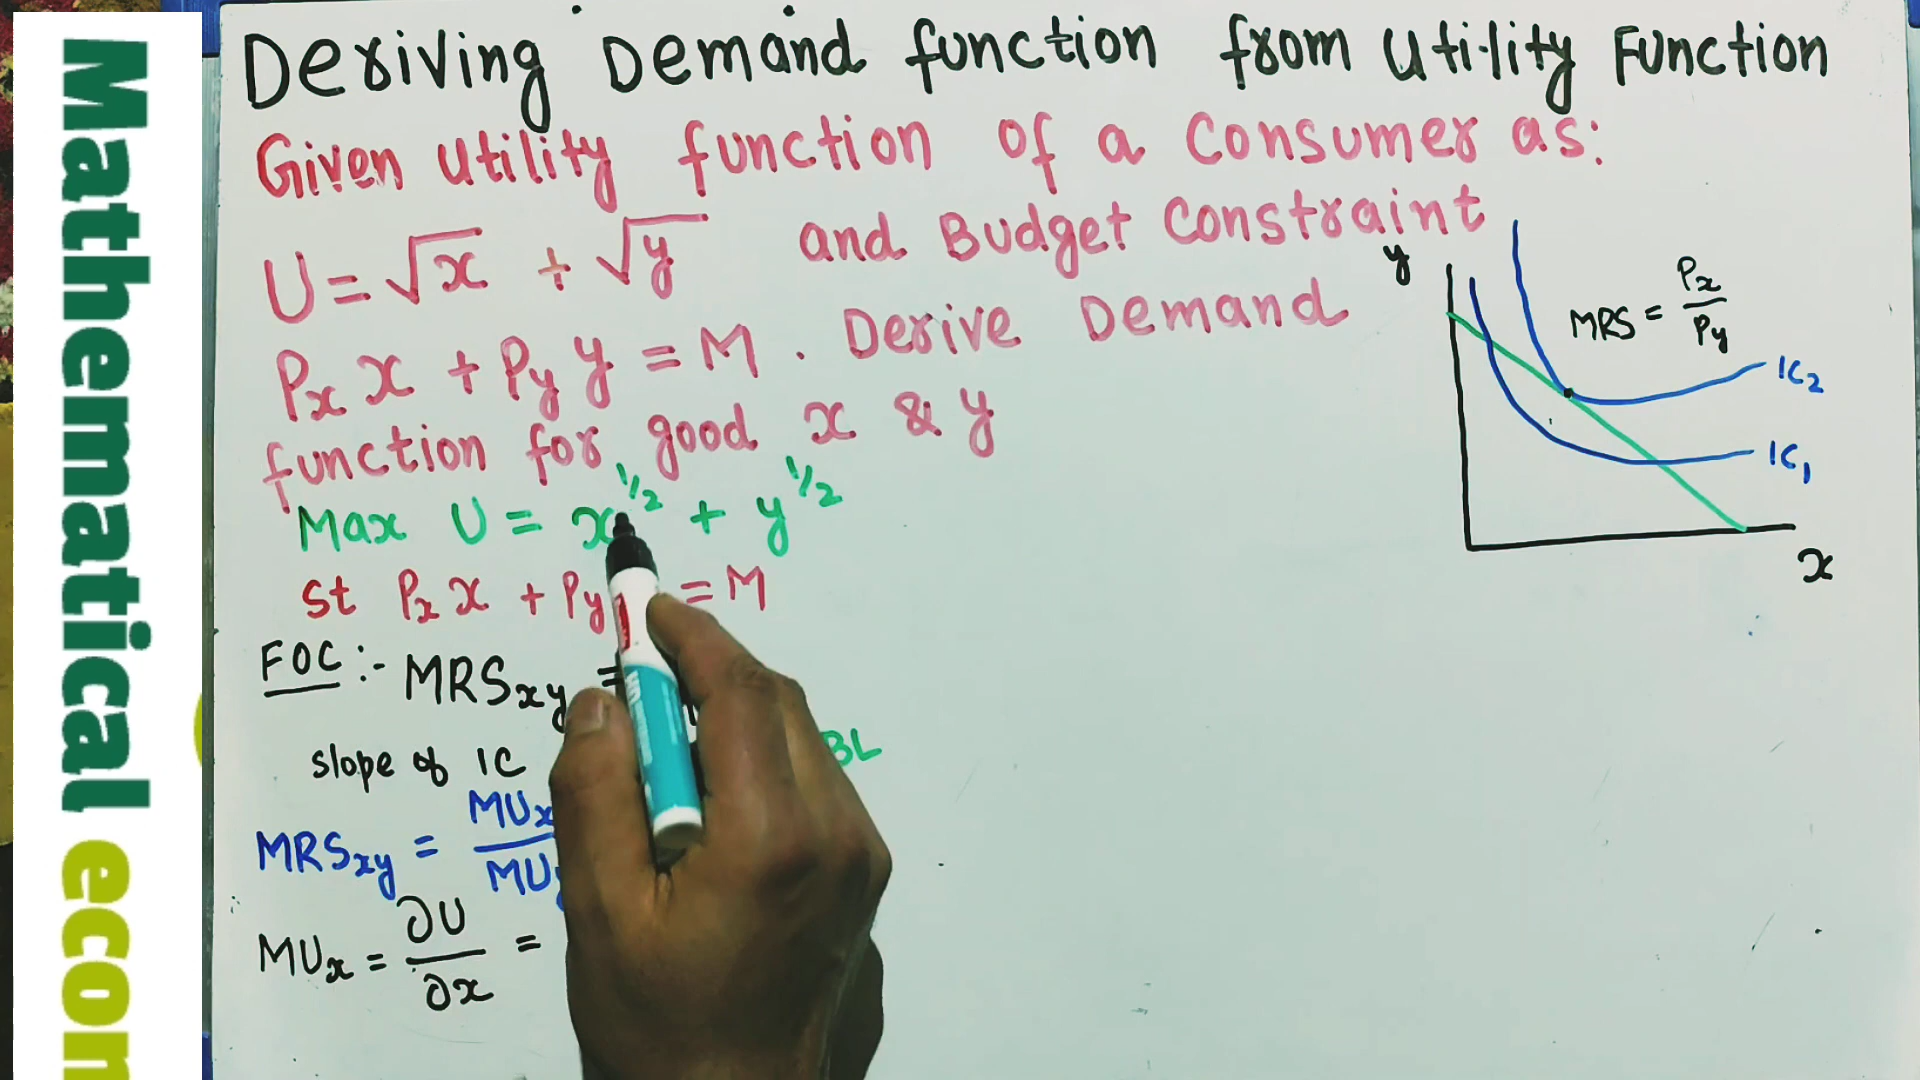 Mathematical econ
Deriving Demand function from Utility Function
Given Utility function of a Consumer as:
U = √x + √y and Budget Constraint
Pₓ x + Py y = M . Derive Demand
function for good x & y
Max U = x^1/2 + y^1/2
st Pₓ x + Py = M
FOC :- MRSxy =
slope of IC BL
MRSxy = MUx / MU
MUx = ∂U / ∂x =
y
MRS = Px / Py
IC2
IC1
x